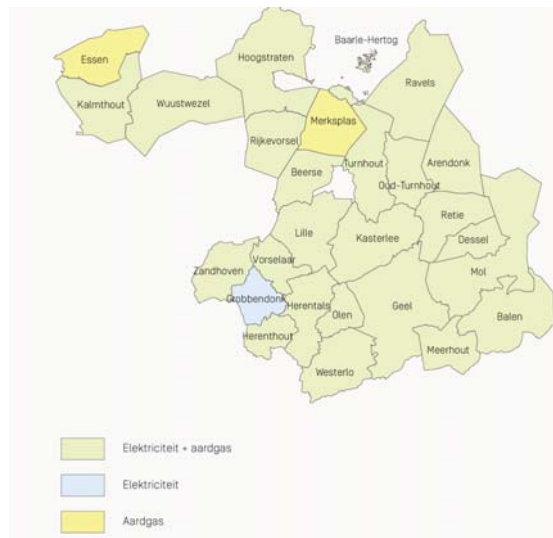 Baarle-Hertog
Hoogstraten
Essen
Ravels
Kalmthout
Wuustwezel
Merksplas
Rijkevorsel
Turnhout
Arendonk
Beerse
Oud-Turnhout
Retie
Lille
Kasterlee
Dessel
Vorselaar
Zandhoven
Mol
Grobbendonk
Herentals
Geel
Olen
Balen
Herenthout
Meerhout
Westerlo
Elektriciteit + aardgas
Elektriciteit
Aardgas